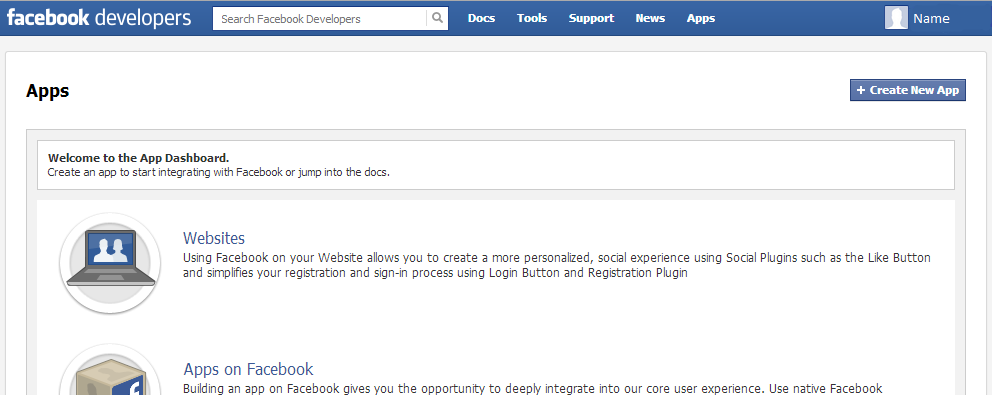 facebook developers
Search Facebook Developers
Docs Tools Support News Apps
Name
Apps
+ Create New App
Welcome to the App Dashboard.
Create an app to start integrating with Facebook or jump into the docs.
Websites
Using Facebook on your Website allows you to create a more personalized, social experience using Social Plugins such as the Like Button
and simplifies your registration and sign-in process using Login Button and Registration Plugin
Apps on Facebook
Building an app on Facebook gives you the opportunity to deeply integrate into our core user experience. Use native Facebook